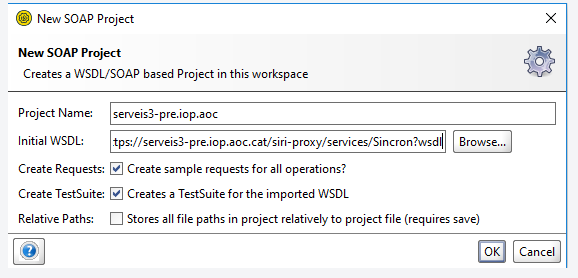 New SOAP Project
New SOAP Project
Creates a WSDL/SOAP based Project in this workspace
Project Name: serveis3-pre.iop.aoc
Initial WSDL: tps://serveis3-pre.iop.aoc.cat/siri-proxy/services/Sincron?wsdl Browse...
Create Requests: Create sample requests for all operations?
Create TestSuite: Creates a TestSuite for the imported WSDL
Relative Paths: Stores all file paths in project relatively to project file (requires save)
? OK Cancel